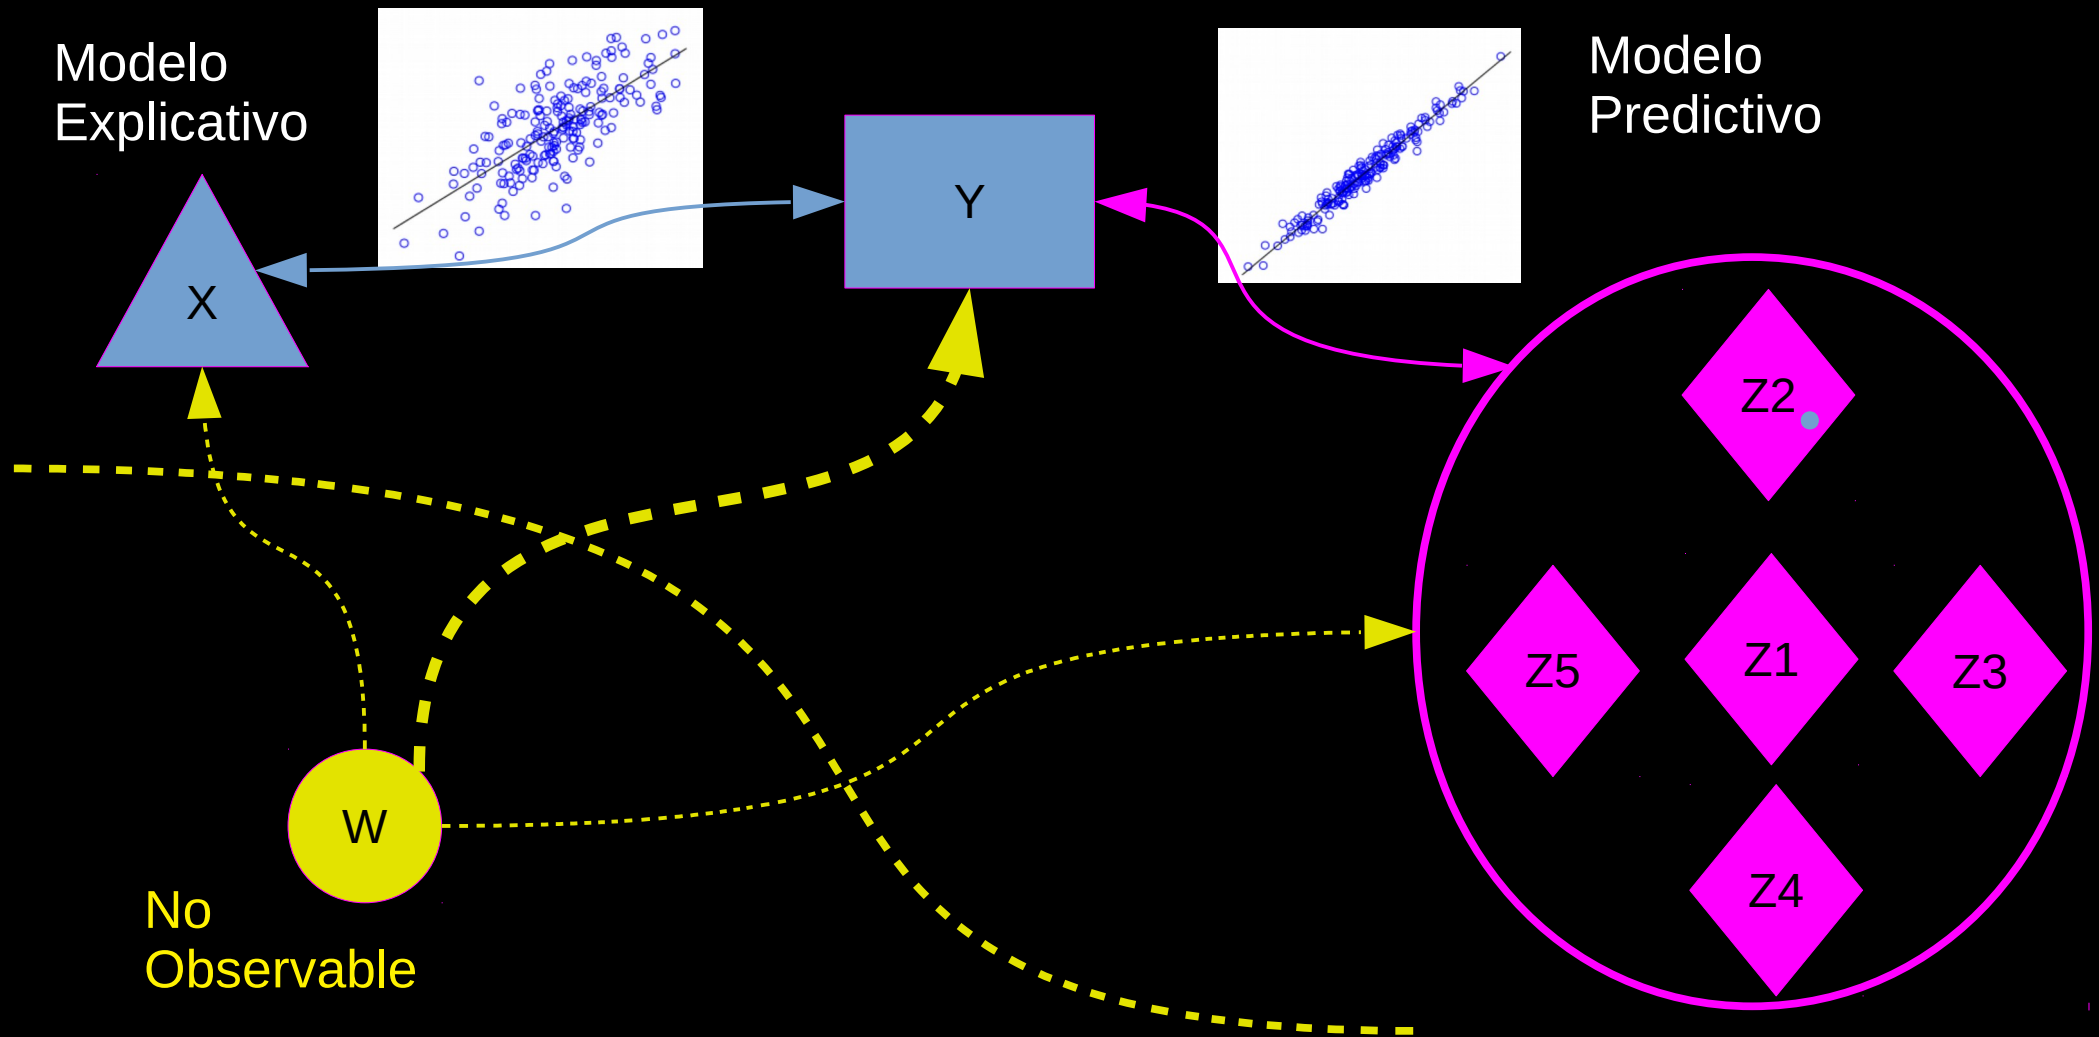 Modelo
Explicativo
Modelo
Predictivo
X
Y
Z2
Z5
Z1
Z3
W
Z4
No
Observable